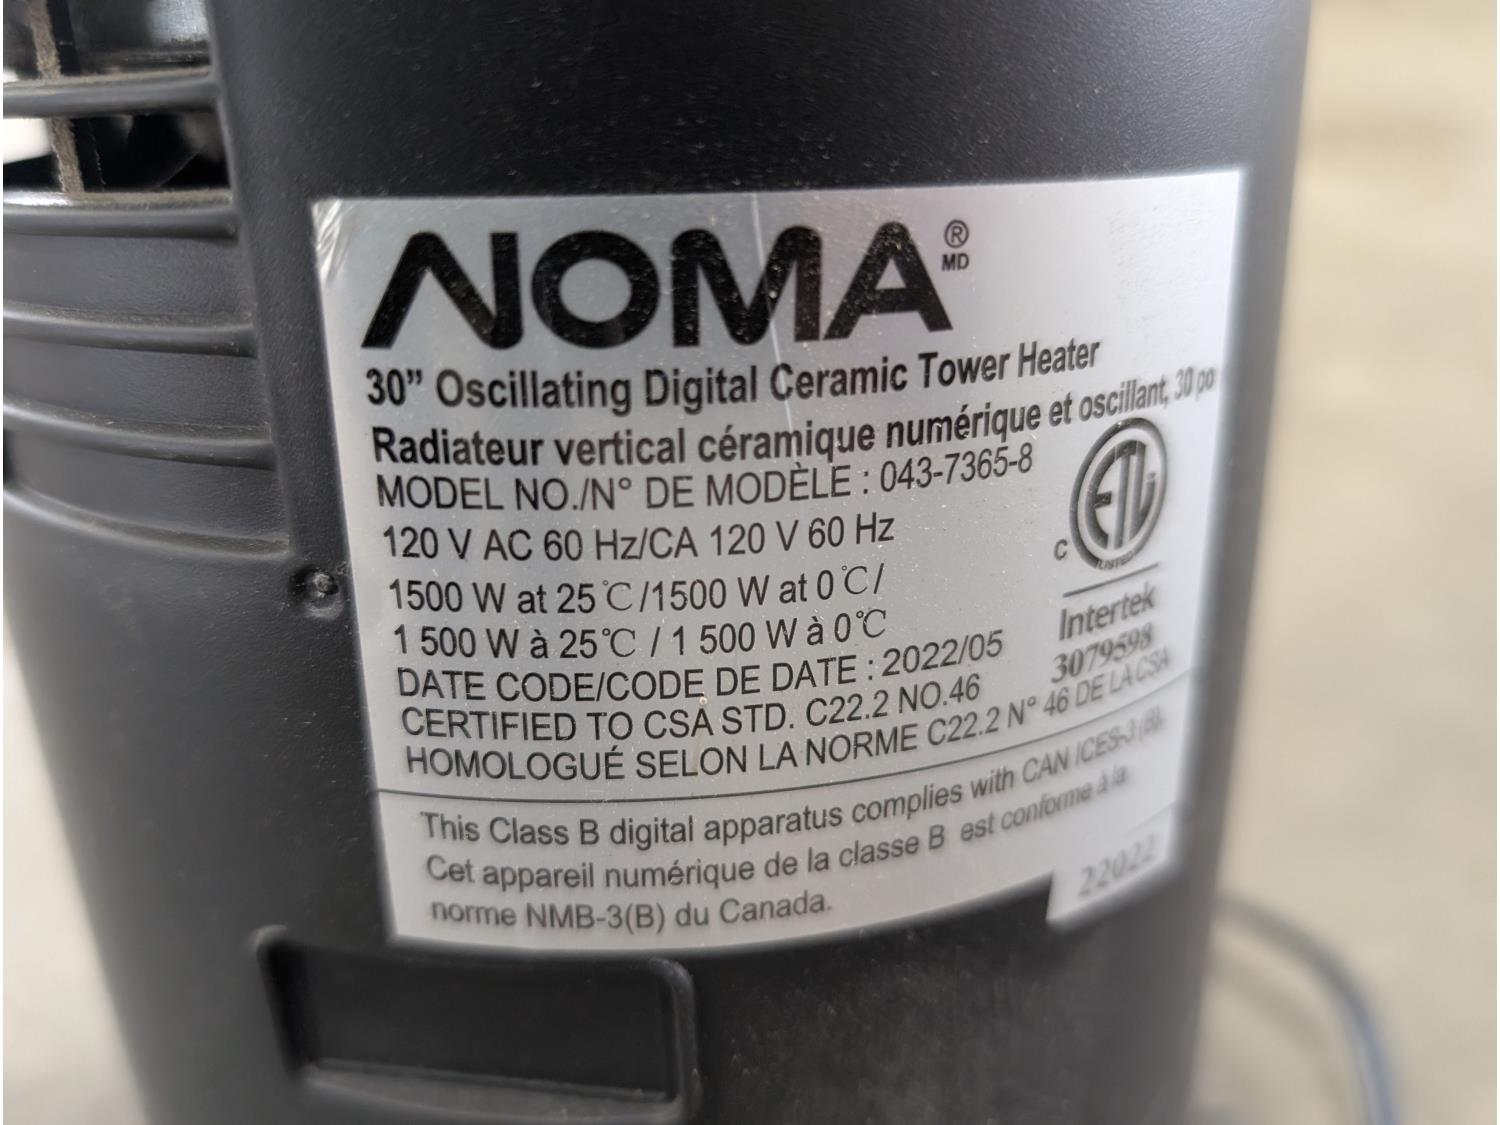 NOMA®
MD
30” Oscillating Digital Ceramic Tower Heater
Radiateur vertical céramique numérique et oscillant, 30 po
MODEL NO./N° DE MODÈLE : 043-7365-8
120 V AC 60 Hz/CA 120 V 60 Hz
1500 W at 25℃/1500 W at 0℃/
1 500 W à 25℃ / 1 500 W à 0℃
DATE CODE/CODE DE DATE : 2022/05
CERTIFIED TO CSA STD. C22.2 NO.46
HOMOLOGUÉ SELON LA NORME C22.2 N° 46 DE LA CSA
C ETL
LISTED
Intertek
3079598
This Class B digital apparatus complies with CAN ICES-3 (B).
Cet appareil numérique de la classe B est conforme à la
norme NMB-3(B) du Canada.
22022